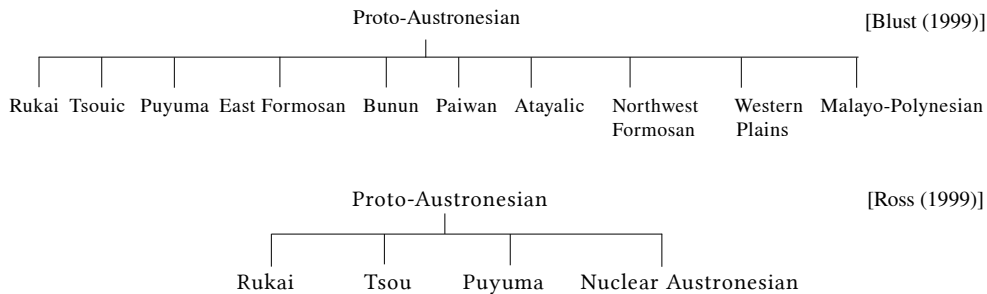 Proto-Austronesian [Blust (1999)]
Rukai Tsouic Puyuma East Formosan Bunun Paiwan Atayalic Northwest Western Malayo-Polynesian
Formosan Plains
Proto-Austronesian [Ross (1999)]
Rukai Tsou Puyuma Nuclear Austronesian